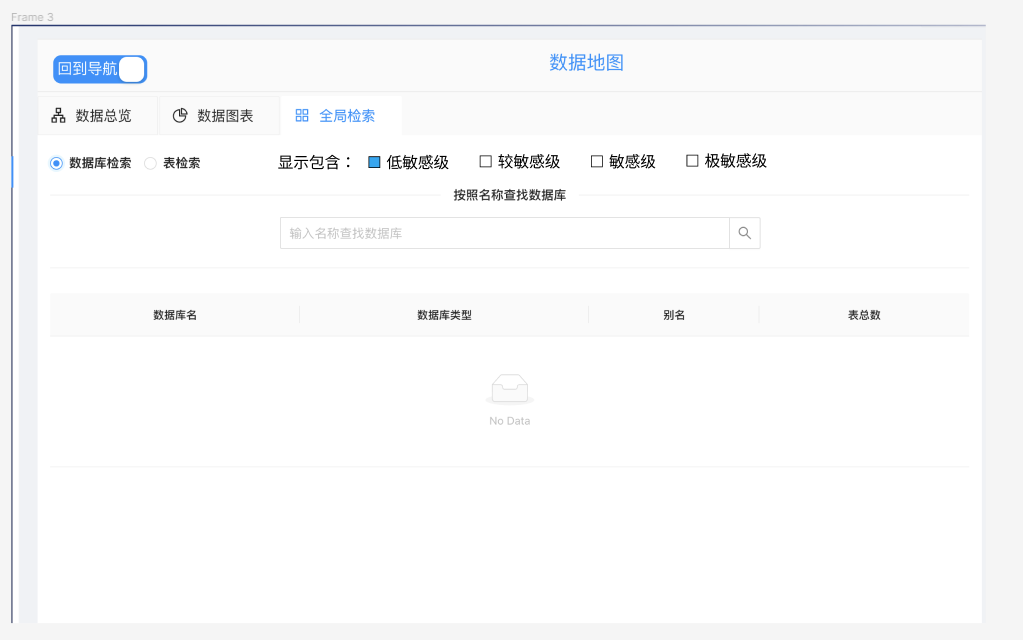 Frame 3
回到导航
数据地图
数据总览 数据图表 全局检索
数据库检索 表检索 显示包含： 低敏感级 较敏感级 敏感级 极敏感级
按照名称查找数据库
输入名称查找数据库
数据库名 数据库类型 别名 表总数
No Data